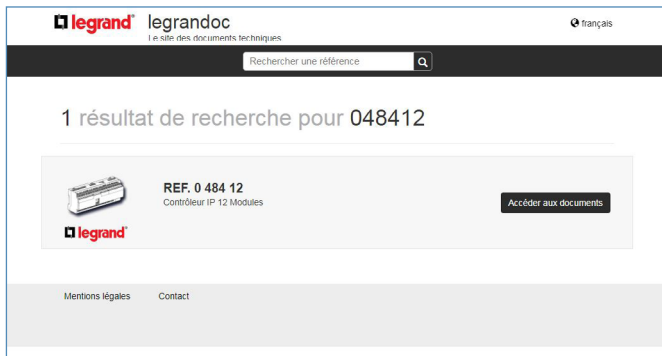 legrand
legrandoc
français
Le site des documents techniques
Rechercher une référence
1 résultat de recherche pour 048412
REF. 0 484 12
Contrôleur IP 12 Modules
Accéder aux documents
legrand
Mentions légales
Contact